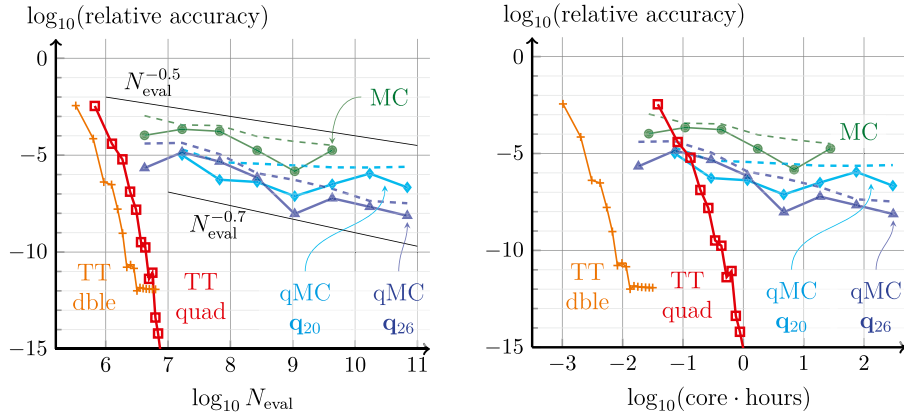 log₁₀(relative accuracy)
0
−5
−10
−15
N_eval^−0.5
MC
N_eval^−0.7
TT
dble
TT
quad
qMC
q₂₀
qMC
q₂₆
5 6 7 8 9 10 11
log₁₀ N_eval
log₁₀(relative accuracy)
0
−5
−10
−15
MC
TT
dble
TT
quad
qMC
q₂₀
qMC
q₂₆
−3 −2 −1 0 1 2
log₁₀(core · hours)